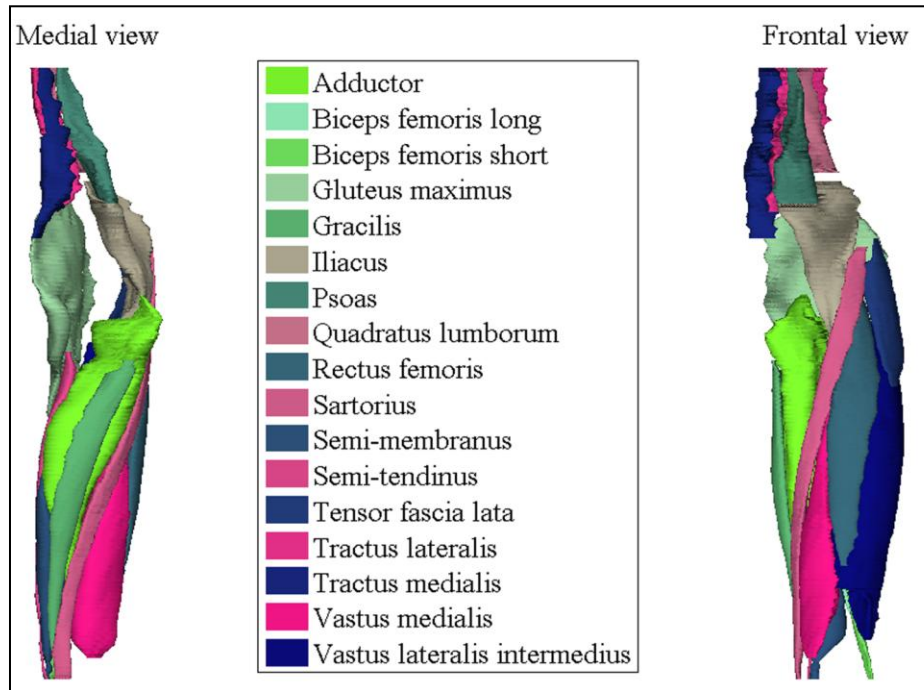 Medial view
Frontal view
Adductor
Biceps femoris long
Biceps femoris short
Gluteus maximus
Gracilis
Iliacus
Psoas
Quadratus lumborum
Rectus femoris
Sartorius
Semi-membranus
Semi-tendinus
Tensor fascia lata
Tractus lateralis
Tractus medialis
Vastus medialis
Vastus lateralis intermedius